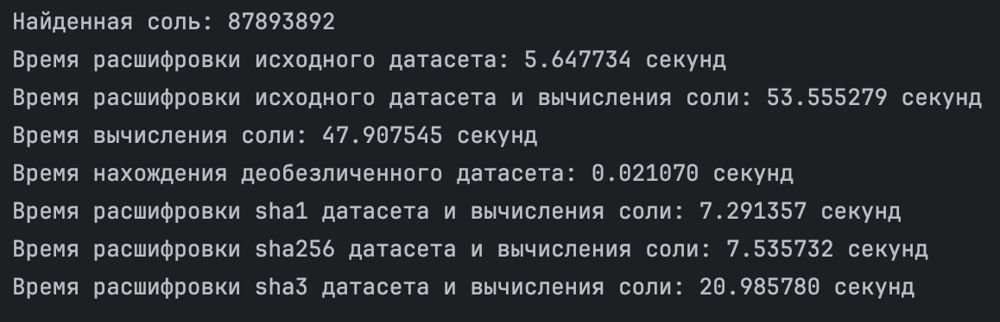 Найденная соль: 87893892
Время расшифровки исходного датасета: 5.647734 секунд
Время расшифровки исходного датасета и вычисления соли: 53.555279 секунд
Время вычисления соли: 47.907545 секунд
Время нахождения деобезличенного датасета: 0.021070 секунд
Время расшифровки sha1 датасета и вычисления соли: 7.291357 секунд
Время расшифровки sha256 датасета и вычисления соли: 7.535732 секунд
Время расшифровки sha3 датасета и вычисления соли: 20.985780 секунд